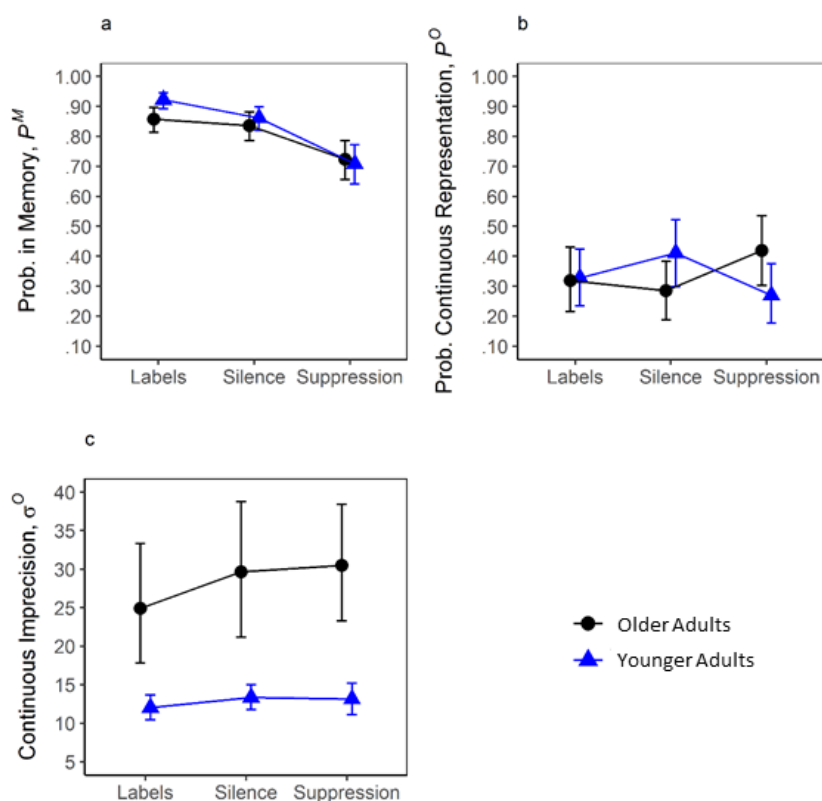 a
1.00
.90
.80
.70
.60
.50
.40
.30
.20
.10
Prob. in Memory, P^M
Labels Silence Suppression
b
1.00
.90
.80
.70
.60
.50
.40
.30
.20
.10
Prob. Continuous Representation, P^O
Labels Silence Suppression
c
40
35
30
25
20
15
10
5
Continuous Imprecision, σ^O
Labels Silence Suppression
Older Adults
Younger Adults